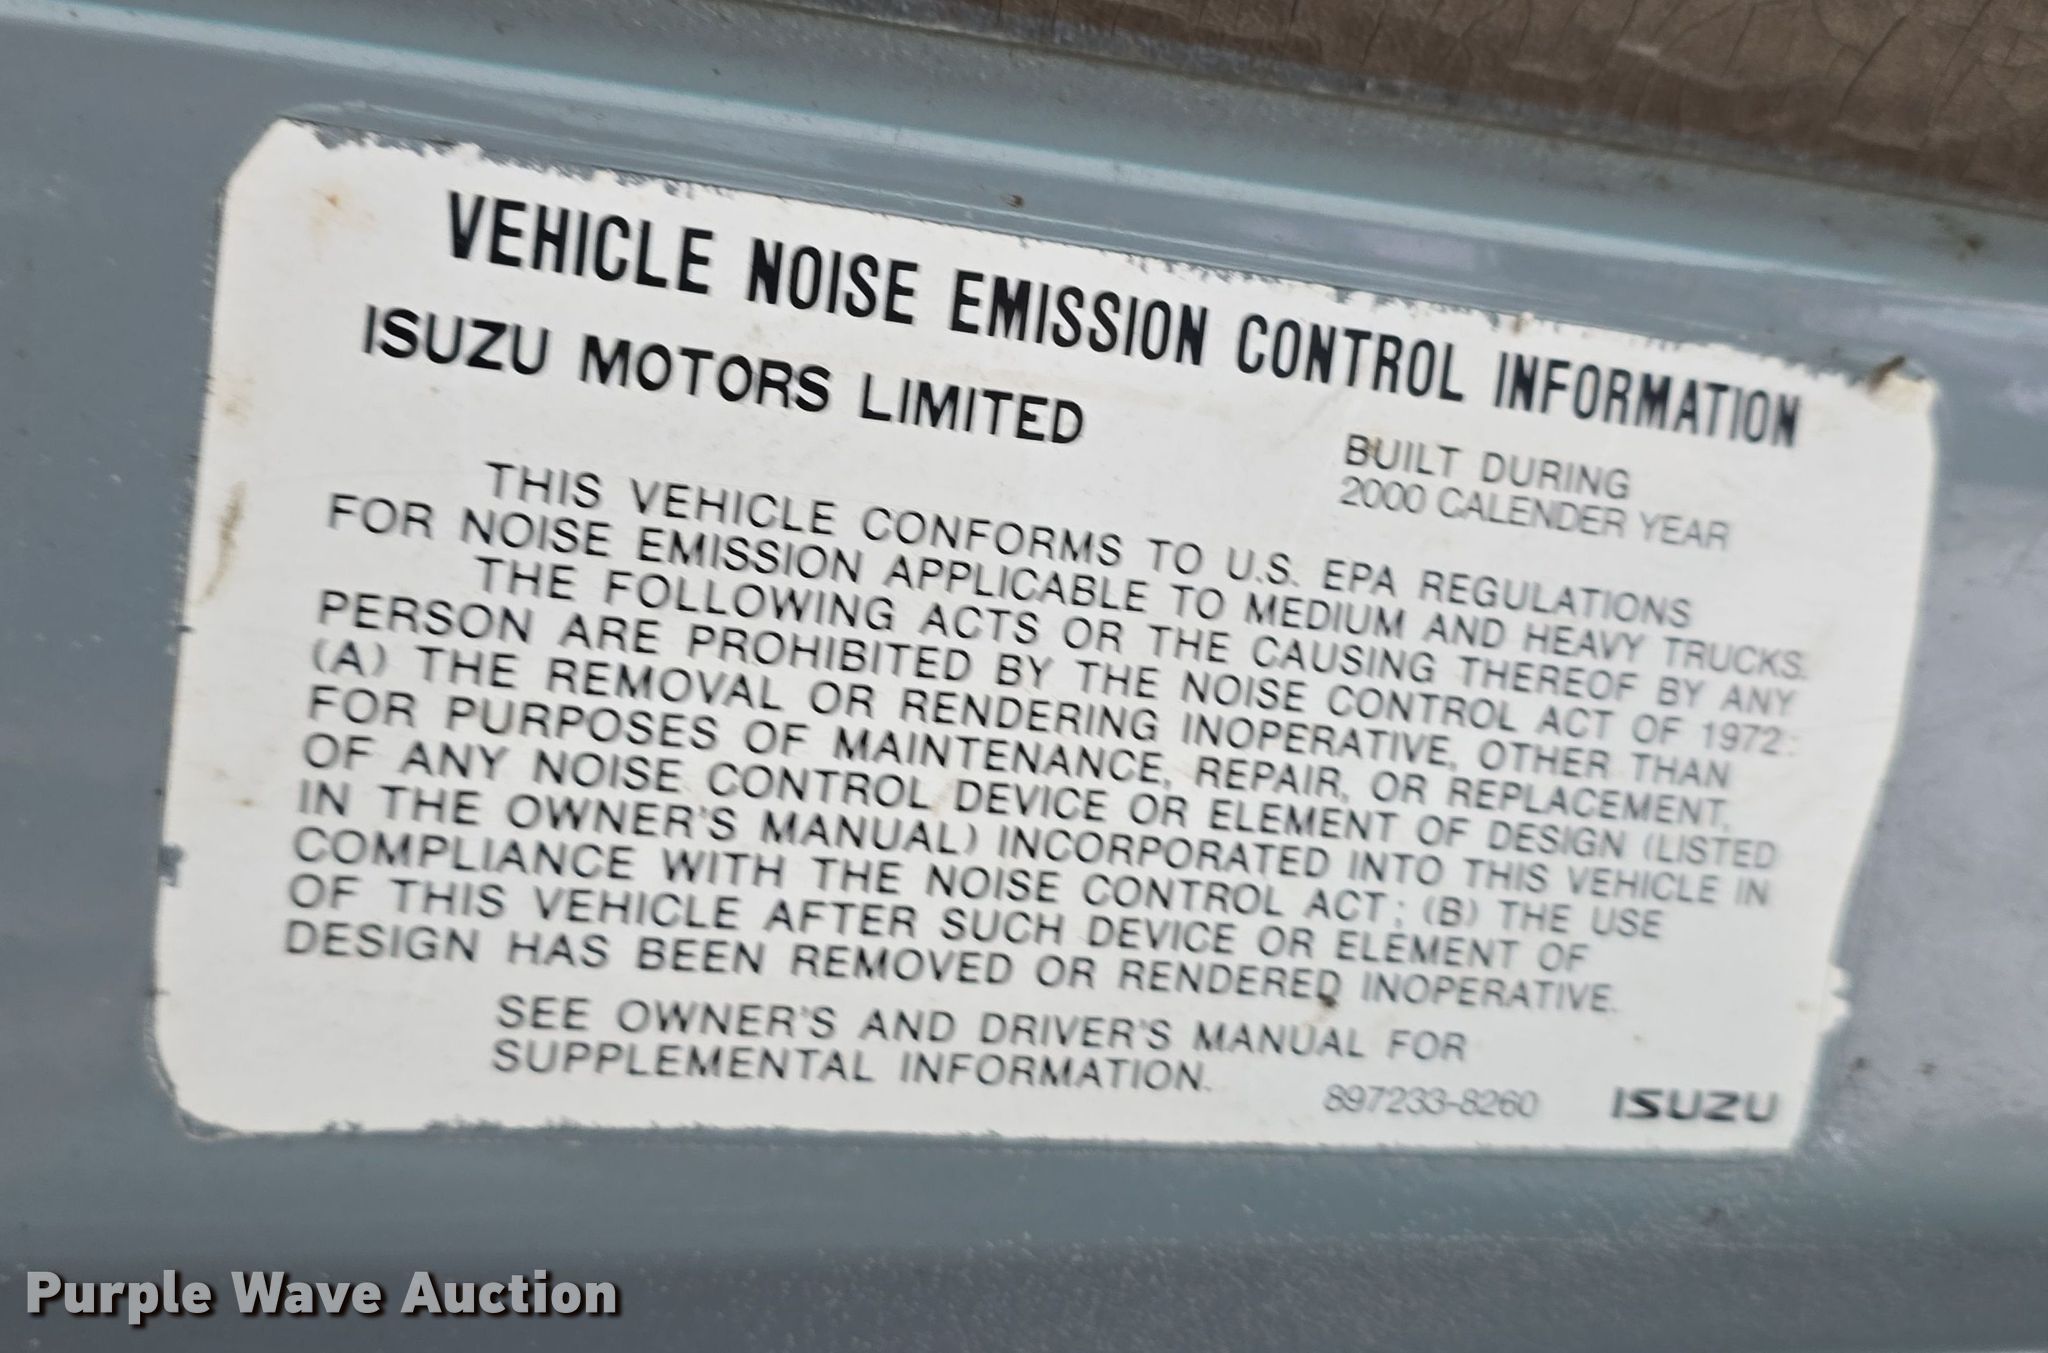 VEHICLE NOISE EMISSION CONTROL INFORMATION
ISUZU MOTORS LIMITED
BUILT DURING
2000 CALENDER YEAR
THIS VEHICLE CONFORMS TO U.S. EPA REGULATIONS
FOR NOISE EMISSION APPLICABLE TO MEDIUM AND HEAVY TRUCKS.
THE FOLLOWING ACTS OR THE CAUSING THEREOF BY ANY
PERSON ARE PROHIBITED BY THE NOISE CONTROL ACT OF 1972:
(A) THE REMOVAL OR RENDERING INOPERATIVE, OTHER THAN
FOR PURPOSES OF MAINTENANCE, REPAIR, OR REPLACEMENT,
OF ANY NOISE CONTROL DEVICE OR ELEMENT OF DESIGN (LISTED
IN THE OWNER'S MANUAL) INCORPORATED INTO THIS VEHICLE IN
COMPLIANCE WITH THE NOISE CONTROL ACT; (B) THE USE
OF THIS VEHICLE AFTER SUCH DEVICE OR ELEMENT OF
DESIGN HAS BEEN REMOVED OR RENDERED INOPERATIVE.
SEE OWNER'S AND DRIVER'S MANUAL FOR
SUPPLEMENTAL INFORMATION.
897233-8260 ISUZU
Purple Wave Auction